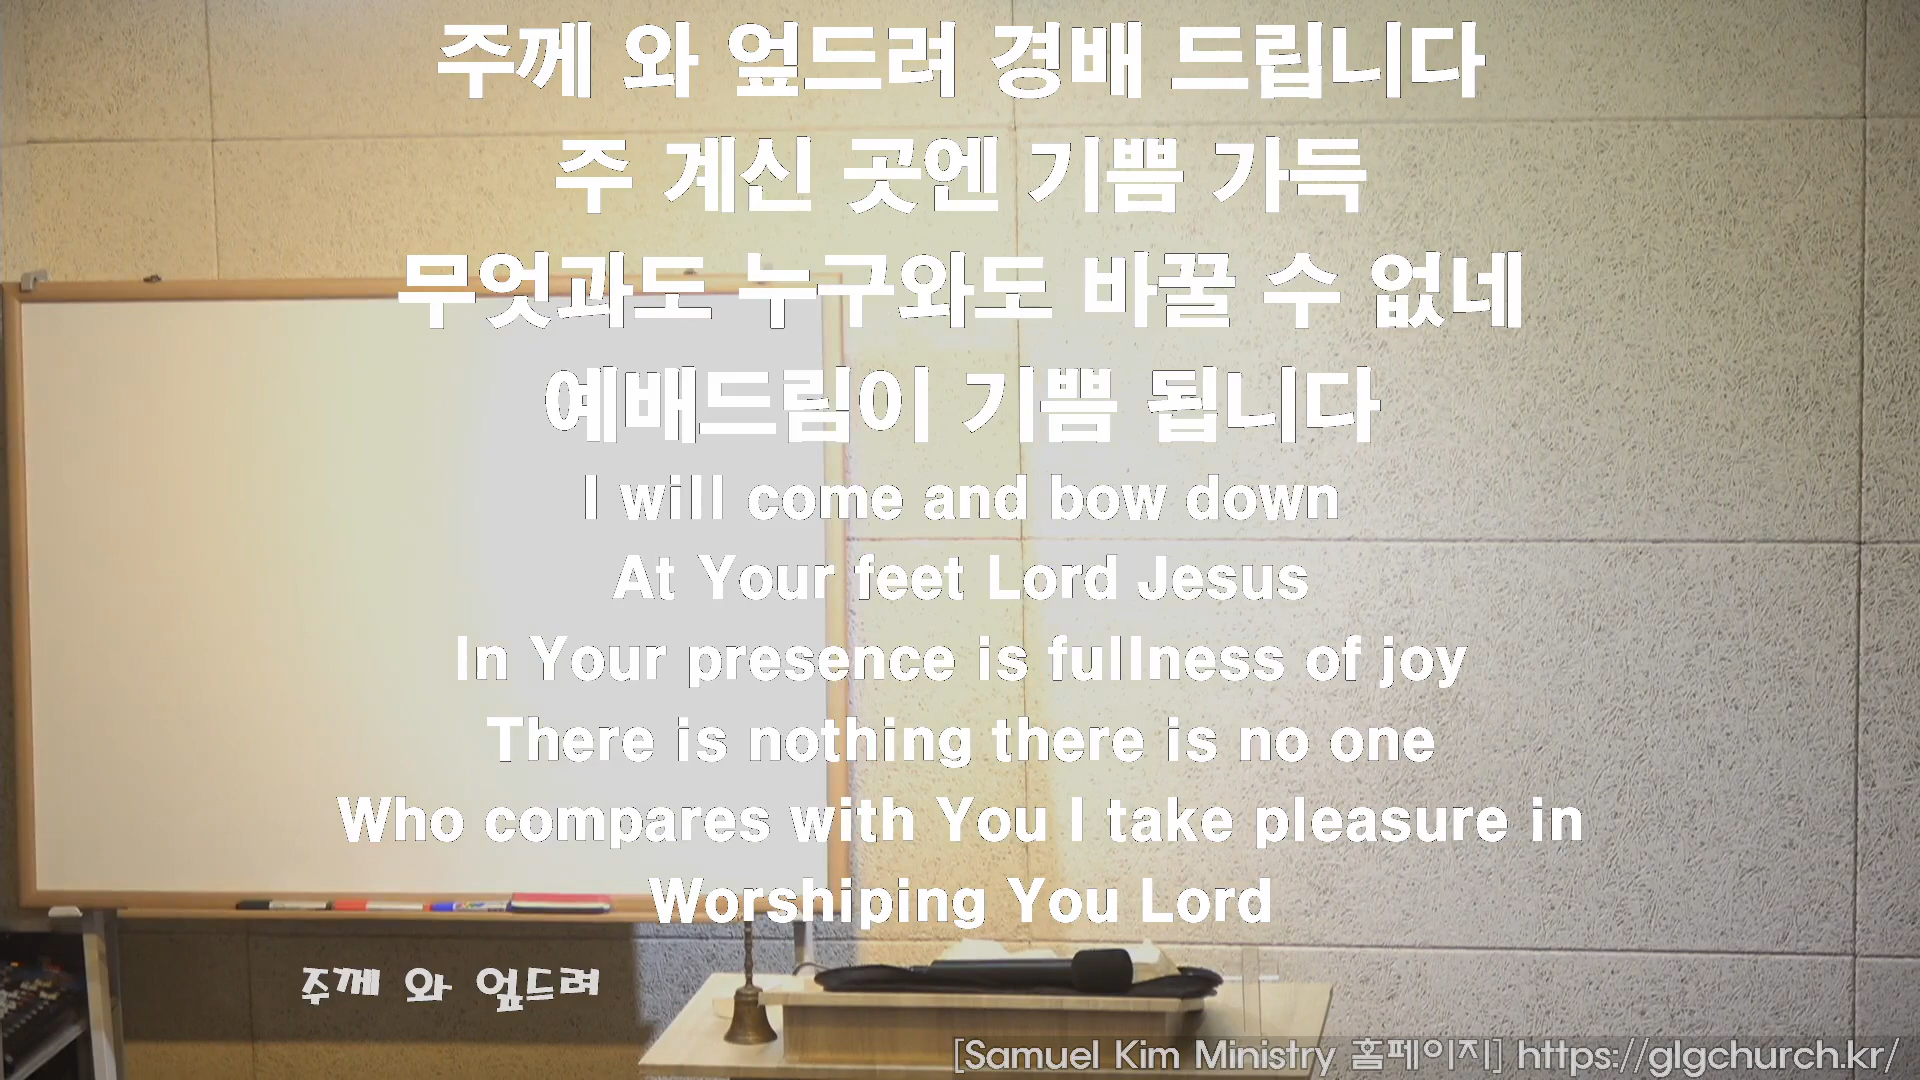 주께 와 엎드려 경배 드립니다
주 계신 곳엔 기쁨 가득
무엇과도 누구와도 바꿀 수 없네
예배드림이 기쁨 됩니다
I will come and bow down
At Your feet Lord Jesus
In Your presence is fullness of joy
There is nothing there is no one
Who compares with You I take pleasure in
Worshiping You Lord
주께 와 엎드려
[Samuel Kim Ministry 홈페이지] https://glgchurch.kr/